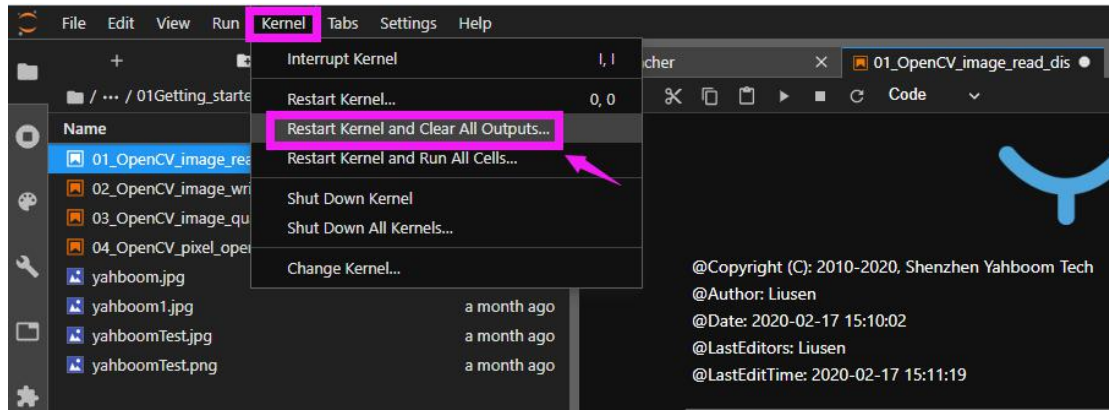 File Edit View Run Kernel Tabs Settings Help
Interrupt Kernel I, I
Restart Kernel... 0, 0
Restart Kernel and Clear All Outputs...
Restart Kernel and Run All Cells...
Shut Down Kernel
Shut Down All Kernels...
Change Kernel...
/ ··· / 01Getting_starte
Name
01_OpenCV_image_rea
02_OpenCV_image_wri
03_OpenCV_image_qu
04_OpenCV_pixel_oper
yahboom.jpg
yahboom1.jpg a month ago
yahboomTest.jpg a month ago
yahboomTest.png a month ago
cher
01_OpenCV_image_read_dis
Code
@Copyright (C): 2010-2020, Shenzhen Yahboom Tech
@Author: Liusen
@Date: 2020-02-17 15:10:02
@LastEditors: Liusen
@LastEditTime: 2020-02-17 15:11:19